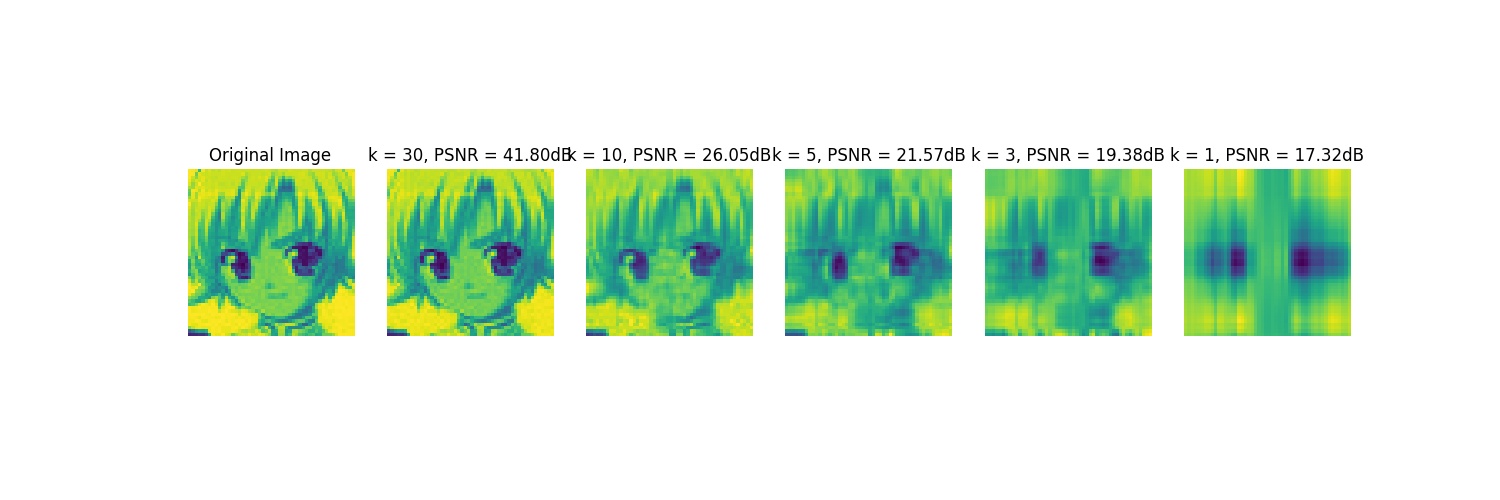 Original Image
k = 30, PSNR = 41.80dB
k = 10, PSNR = 26.05dB
k = 5, PSNR = 21.57dB
k = 3, PSNR = 19.38dB
k = 1, PSNR = 17.32dB